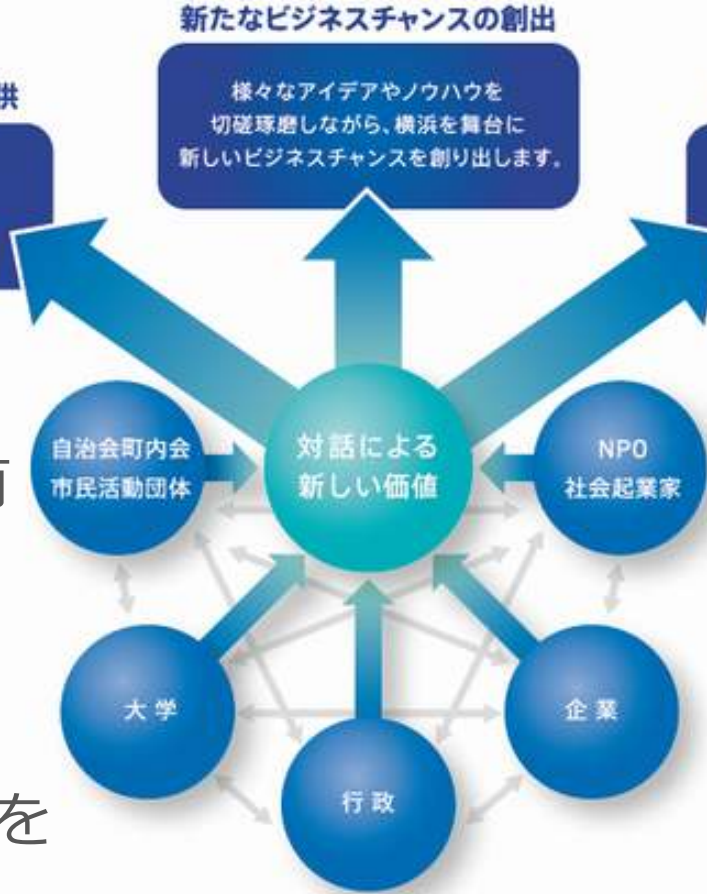 新たなビジネスチャンスの創出
供
様々なアイデアやノウハウを
切磋琢磨しながら、横浜を舞台に
新しいビジネスチャンスを創り出します。
自治会町内会
市民活動団体
対話による
新しい価値
NPO
社会起業家
大学
企業
行政
を